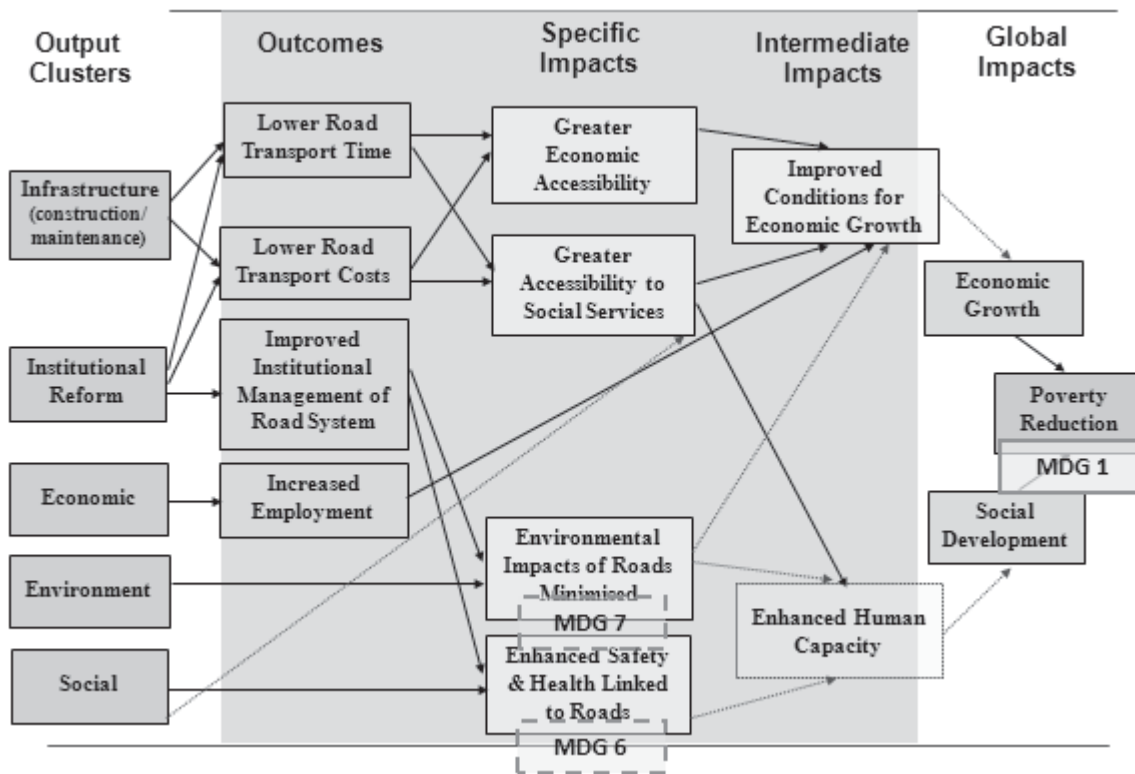 Output
Clusters
Outcomes
Specific
Impacts
Intermediate
Impacts
Global
Impacts
Infrastructure
(construction/
maintenance)
Institutional
Reform
Economic
Environment
Social
Lower Road
Transport Time
Lower Road
Transport Costs
Improved
Institutional
Management of
Road System
Increased
Employment
Greater
Economic
Accessibility
Greater
Accessibility to
Social Services
Environmental
Impacts of Roads
Minimised
MDG 7
Enhanced Safety
& Health Linked
to Roads
MDG 6
Improved
Conditions for
Economic Growth
Enhanced Human
Capacity
Economic
Growth
Poverty
Reduction
MDG 1
Social
Development